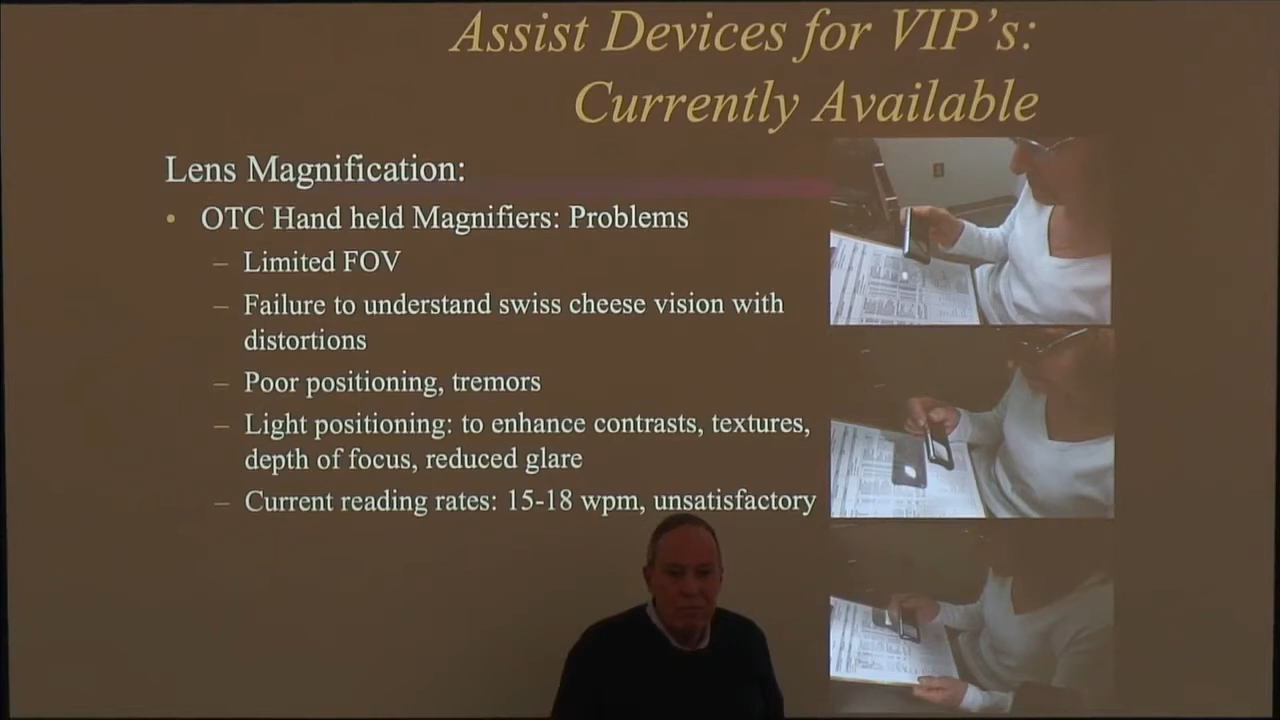 Assist Devices for VIP's:
Currently Available
Lens Magnification:
• OTC Hand held Magnifiers: Problems
– Limited FOV
– Failure to understand swiss cheese vision with
distortions
– Poor positioning, tremors
– Light positioning: to enhance contrasts, textures,
depth of focus, reduced glare
– Current reading rates: 15-18 wpm, unsatisfactory